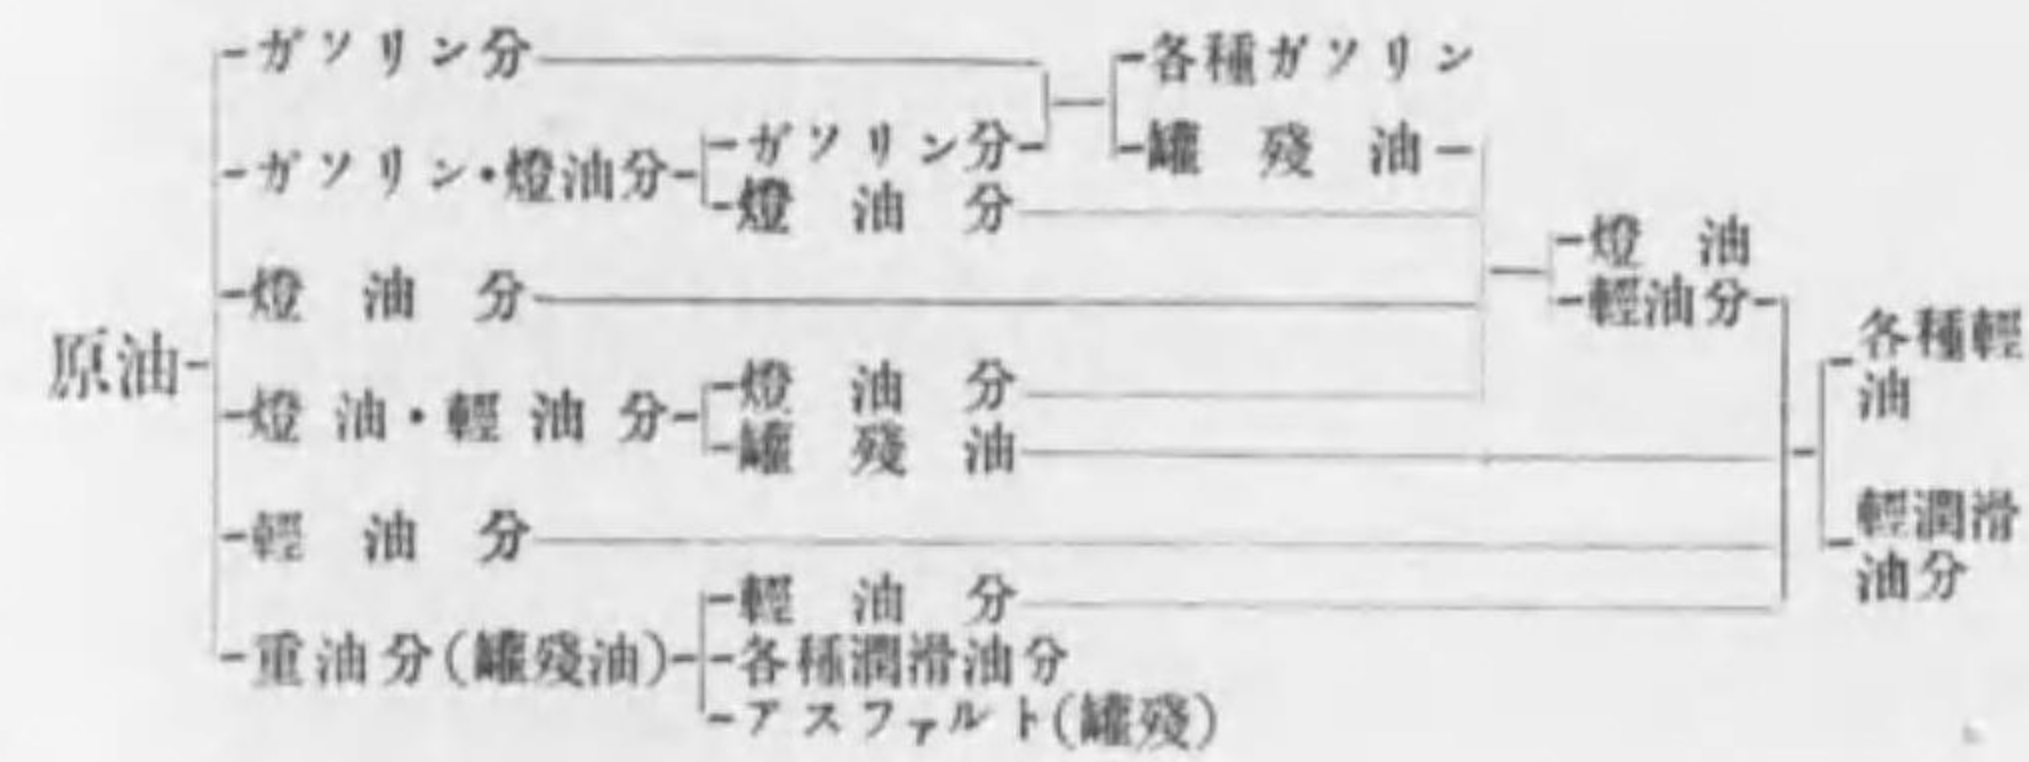 ガソリン分
各種ガソリン
ガソリン分
罐殘油
ガソリン・燈油分
燈油分
燈油
燈油分
輕油分
原油
各種輕
油
燈油分
燈油・輕油分
罐殘油
輕潤滑
油分
輕油分
輕油分
重油分(罐殘油)
各種潤滑油分
アスファルト(罐殘)